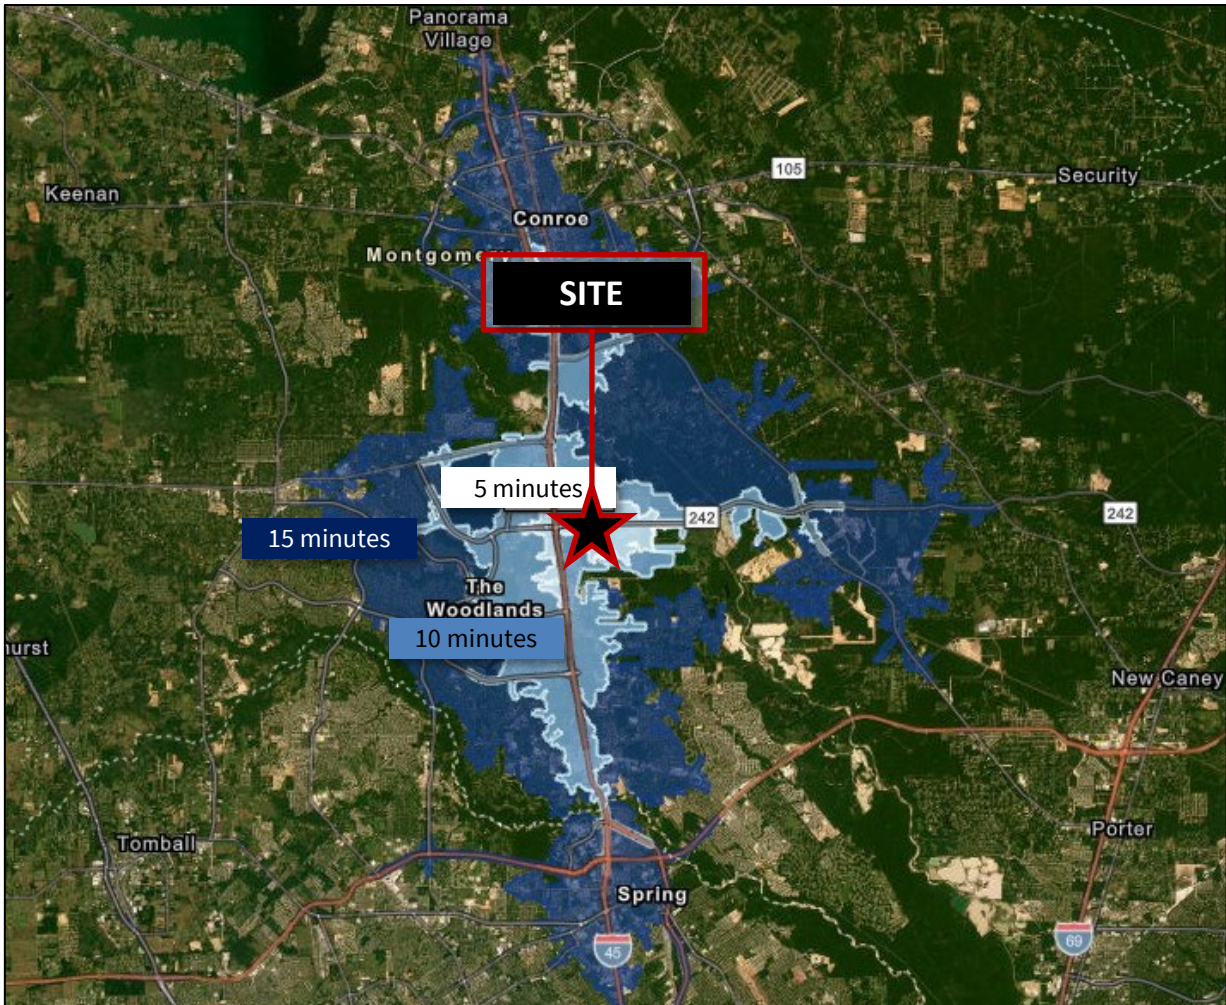 Panorama
Village
105
Security
Keenan
Conroe
Montgomery
SITE
5 minutes
242
242
15 minutes
The
Woodlands
10 minutes
hurst
New Caney
Porter
Tomball
Spring
45
69